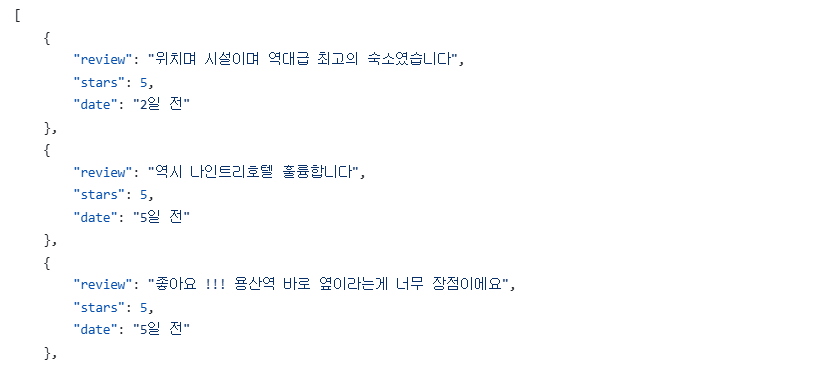 [
{
"review": "위치며 시설이며 역대급 최고의 숙소였습니다",
"stars": 5,
"date": "2일 전"
},
{
"review": "역시 나인트리호텔 훌륭합니다",
"stars": 5,
"date": "5일 전"
},
{
"review": "좋아요 !!! 용산역 바로 옆이라는게 너무 장점이에요",
"stars": 5,
"date": "5일 전"
},